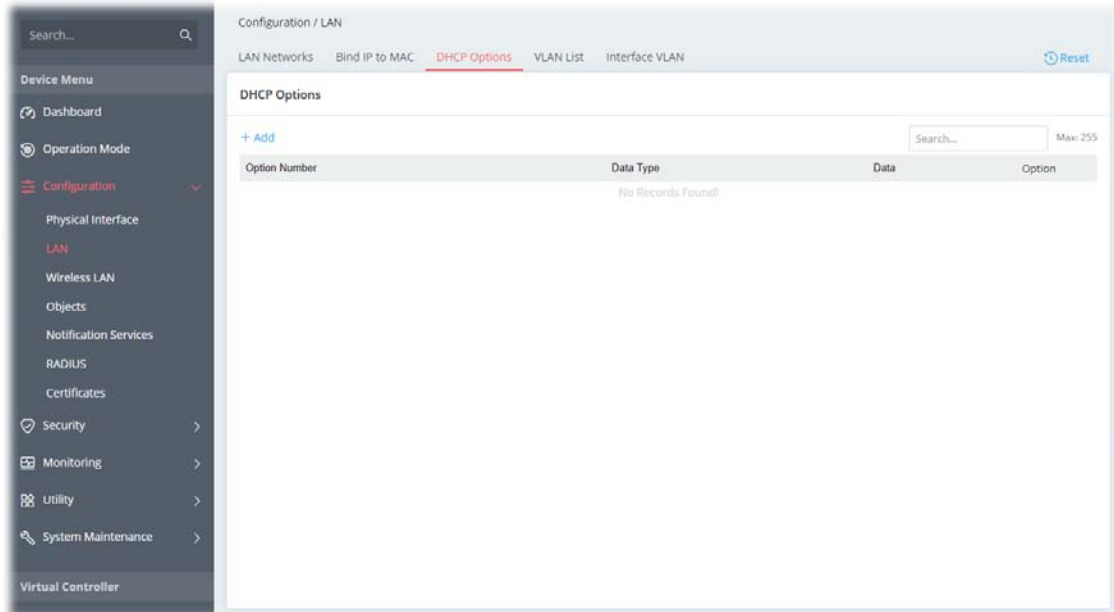 Search...
Device Menu
Dashboard
Operation Mode
Configuration
Physical Interface
LAN
Wireless LAN
Objects
Notification Services
RADIUS
Certificates
Security
Monitoring
Utility
System Maintenance
Virtual Controller
Configuration / LAN
LAN Networks Bind IP to MAC DHCP Options VLAN List Interface VLAN Reset
DHCP Options
+ Add Search... Max: 255
Option Number Data Type Data Option
No Records Found!